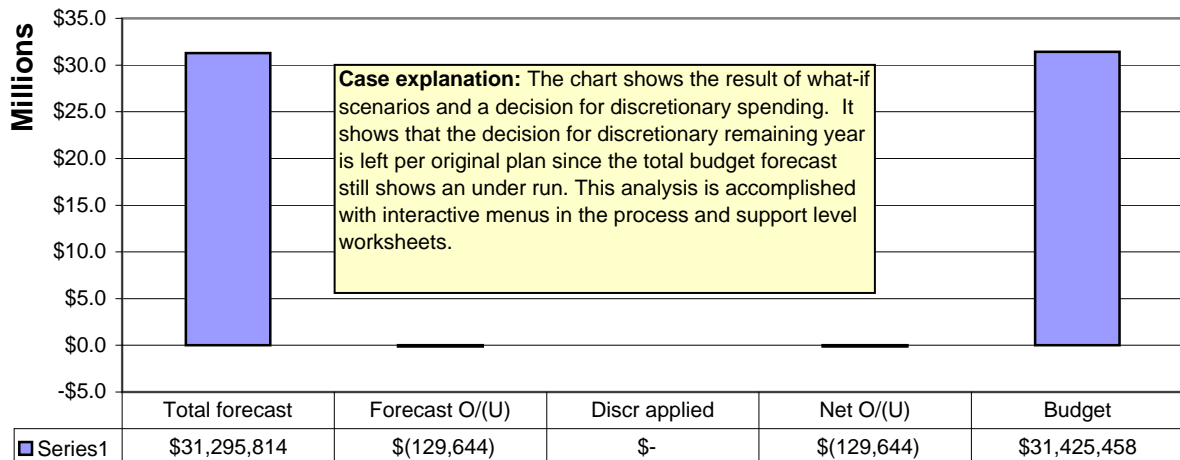 Millions
$35.0
$30.0
$25.0
$20.0
$15.0
$10.0
$5.0
$0.0
-$5.0
Case explanation: The chart shows the result of what-if
scenarios and a decision for discretionary spending. It
shows that the decision for discretionary remaining year
is left per original plan since the total budget forecast
still shows an under run. This analysis is accomplished
with interactive menus in the process and support level
worksheets.
Total forecast Forecast O/(U) Discr applied Net O/(U) Budget
Series1 $31,295,814 $(129,644) $- $(129,644) $31,425,458